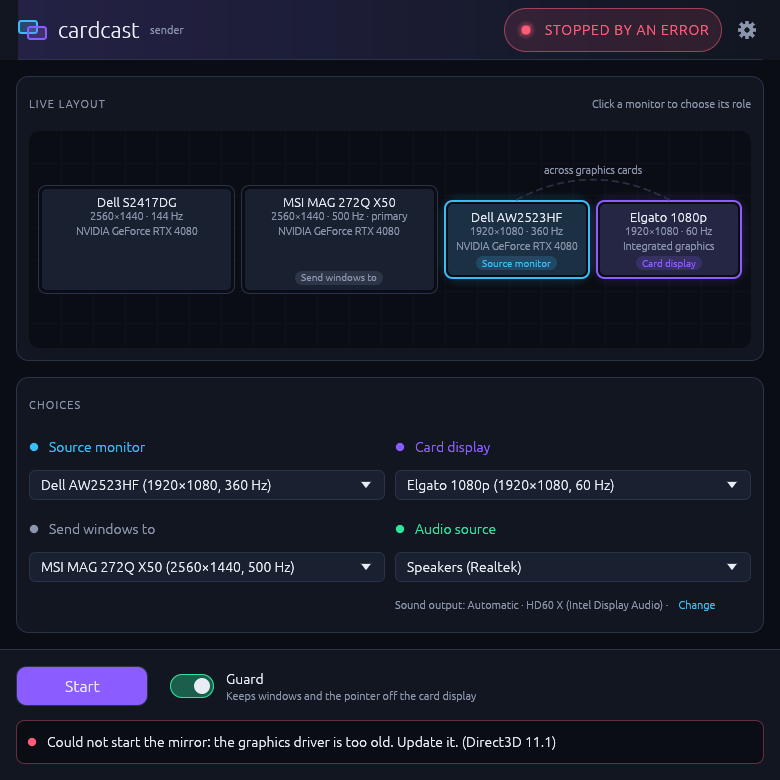 cardcast sender
STOPPED BY AN ERROR
LIVE LAYOUT
Click a monitor to choose its role
across graphics cards
Dell S2417DG
2560×1440 · 144 Hz
NVIDIA GeForce RTX 4080
MSI MAG 272Q X50
2560×1440 · 500 Hz · primary
NVIDIA GeForce RTX 4080
Send windows to
Dell AW2523HF
1920×1080 · 360 Hz
NVIDIA GeForce RTX 4080
Source monitor
Elgato 1080p
1920×1080 · 60 Hz
Integrated graphics
Card display
CHOICES
Source monitor
Dell AW2523HF (1920×1080, 360 Hz)
Card display
Elgato 1080p (1920×1080, 60 Hz)
Send windows to
MSI MAG 272Q X50 (2560×1440, 500 Hz)
Audio source
Speakers (Realtek)
Sound output: Automatic · HD60 X (Intel Display Audio) · Change
Start
Guard
Keeps windows and the pointer off the card display
Could not start the mirror: the graphics driver is too old. Update it. (Direct3D 11.1)